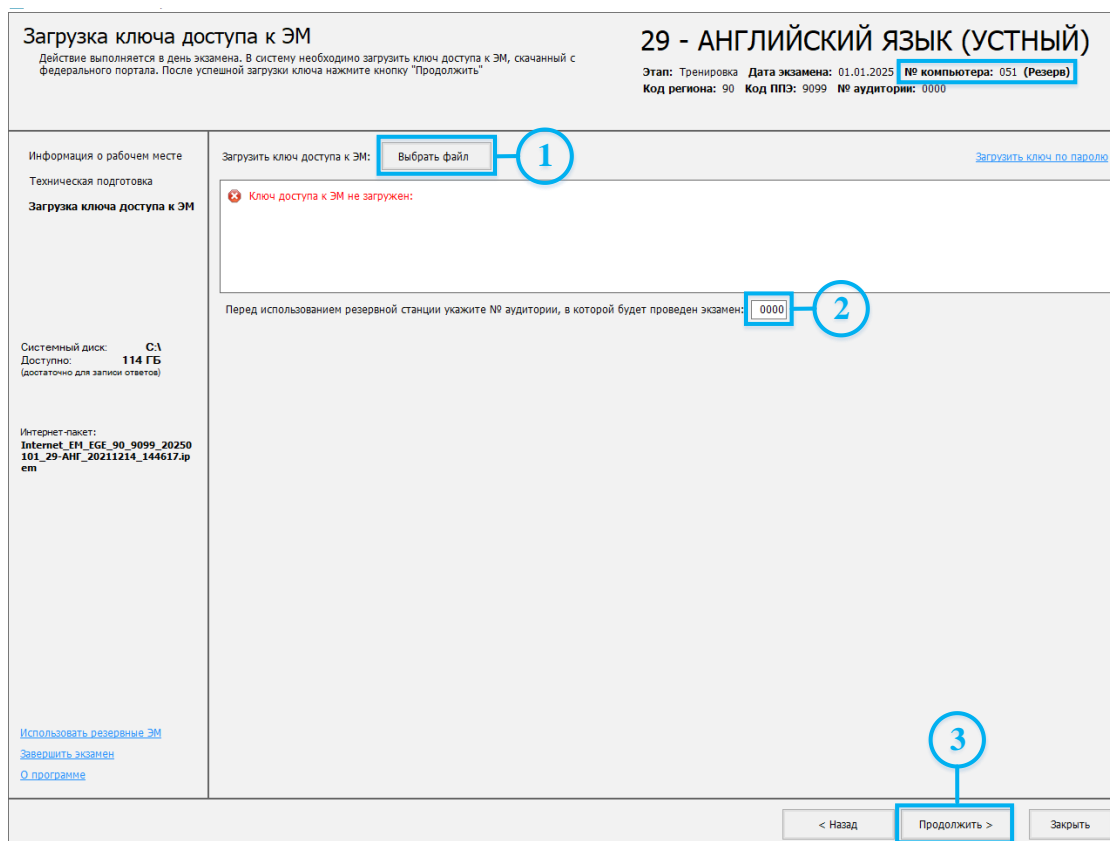 Загрузка ключа доступа к ЭМ
Действие выполняется в день экзамена. В систему необходимо загрузить ключ доступа к ЭМ, скачанный с
федерального портала. После успешной загрузки ключа нажмите кнопку "Продолжить"
29 - АНГЛИЙСКИЙ ЯЗЫК (УСТНЫЙ)
Этап: Тренировка Дата экзамена: 01.01.2025 № компьютера: 051 (Резерв)
Код региона: 90 Код ППЭ: 9099 № аудитории: 0000
Информация о рабочем месте
Техническая подготовка
Загрузка ключа доступа к ЭМ
Системный диск: C:\
Доступно: 114 ГБ
(достаточно для записи ответов)
Интернет-пакет:
Internet_EM_EGE_90_9099_20250
101_29-АНГ_20211214_144617.ip
em
Использовать резервные ЭМ
Завершить экзамен
О программе
Загрузить ключ доступа к ЭМ: Выбрать файл 1 Загрузить ключ по паролю
Ключ доступа к ЭМ не загружен:
Перед использованием резервной станции укажите № аудитории, в которой будет проведен экзамен: 0000 2
3
< Назад Продолжить > Закрыть